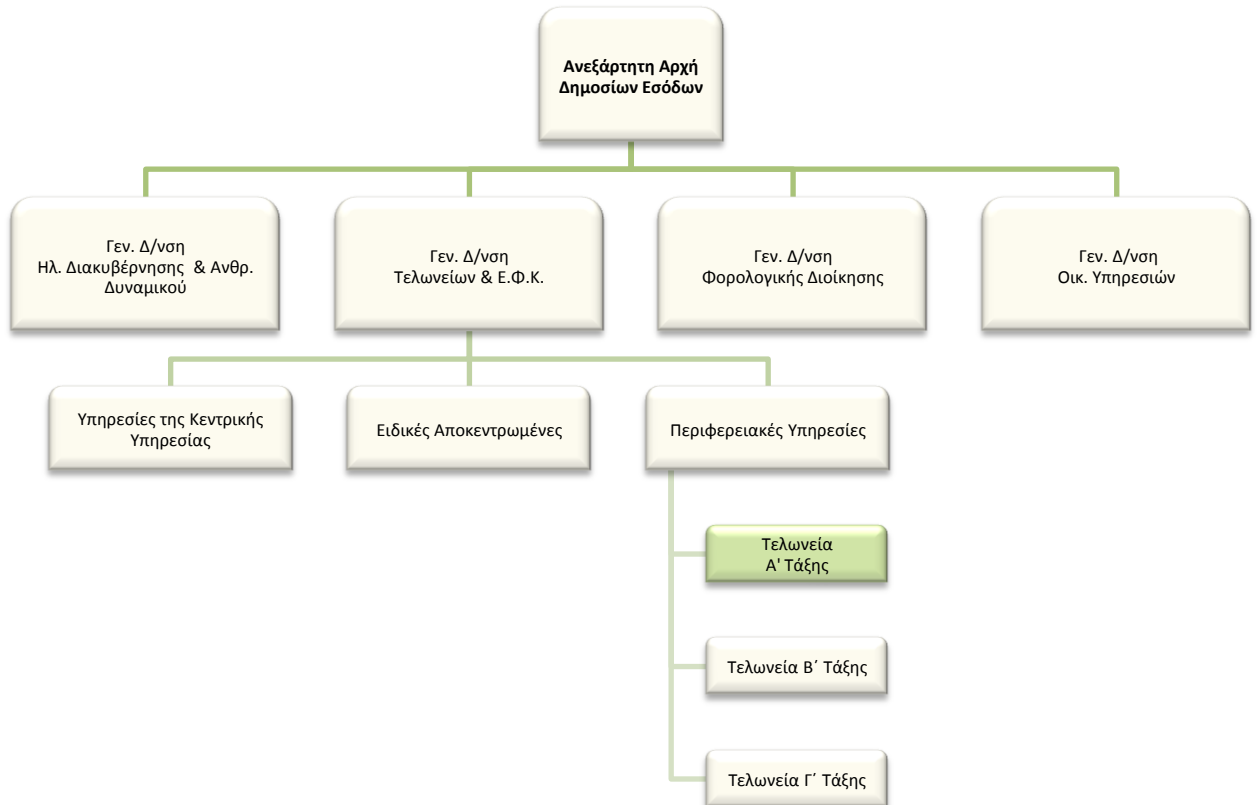 Ανεξάρτητη Αρχή
Δημοσίων Εσόδων
Γεν. Δ/νση
Ηλ. Διακυβέρνησης & Ανθρ.
Δυναμικού
Γεν. Δ/νση
Τελωνείων & Ε.Φ.Κ.
Γεν. Δ/νση
Φορολογικής Διοίκησης
Γεν. Δ/νση
Οικ. Υπηρεσιών
Υπηρεσίες της Κεντρικής
Υπηρεσίας
Ειδικές Αποκεντρωμένες
Περιφερειακές Υπηρεσίες
Τελωνεία
Α' Τάξης
Τελωνεία Β΄ Τάξης
Τελωνεία Γ΄ Τάξης